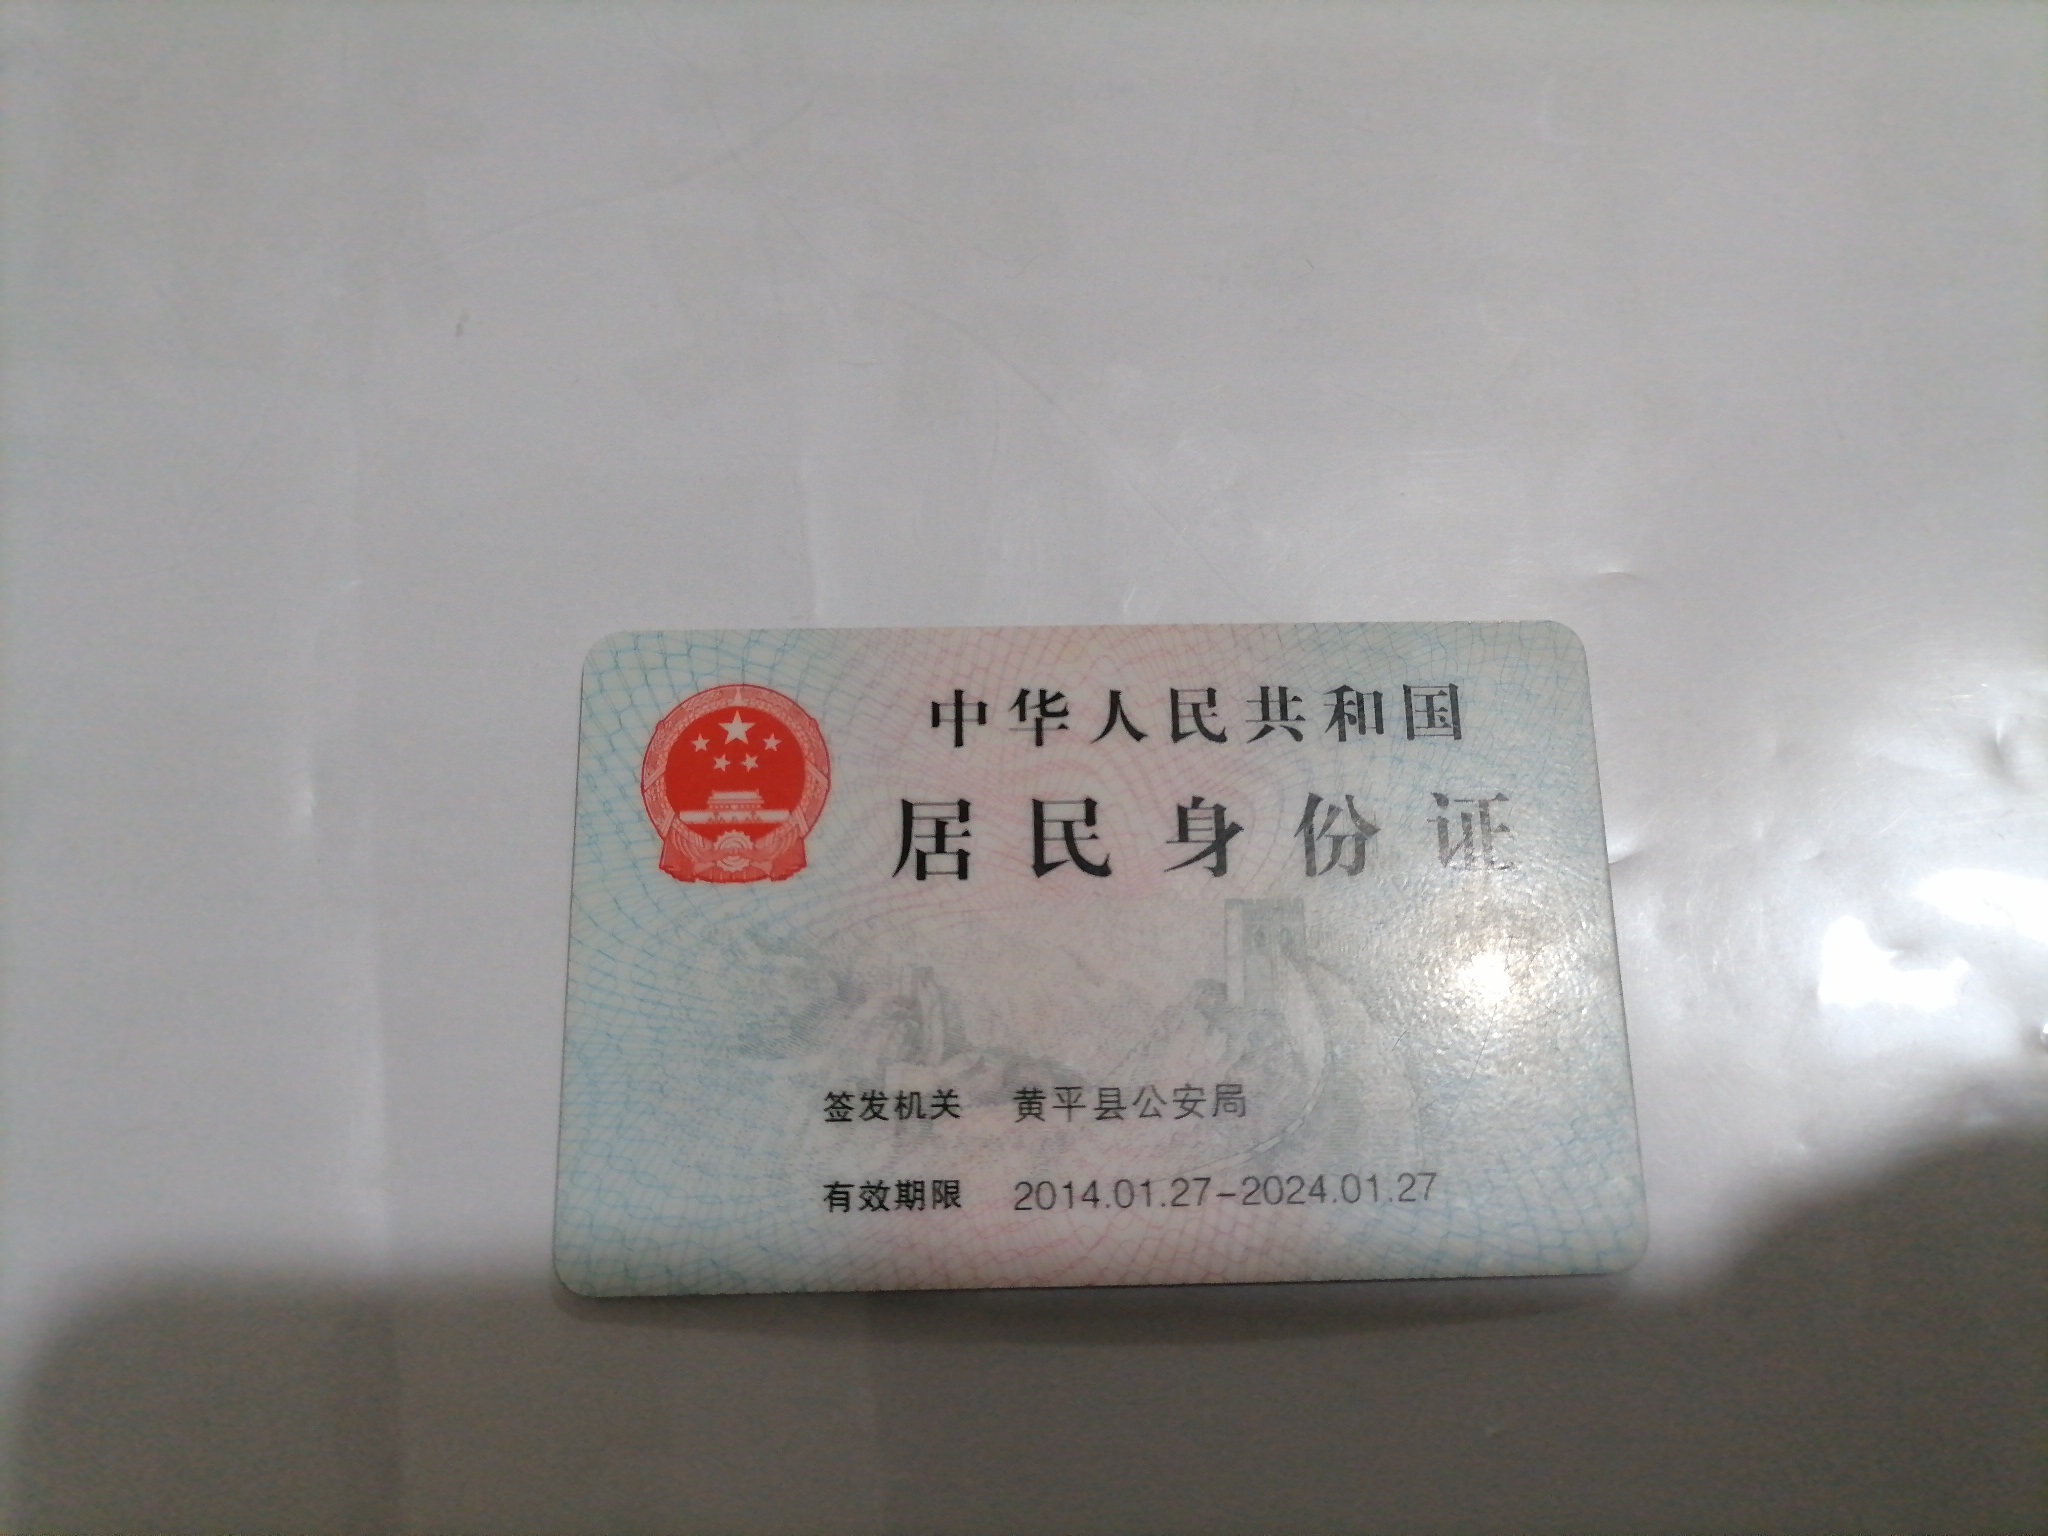 中华人民共和国
居民身份证
签发机关 黄平县公安局
有效期限 2014.01.27-2024.01.27